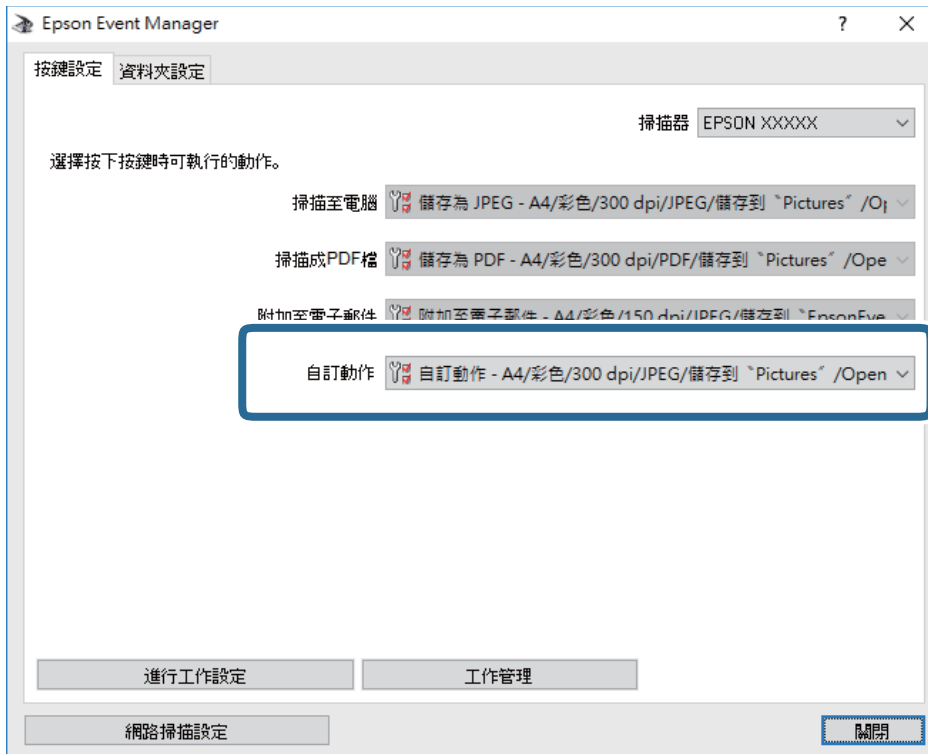 Epson Event Manager
按鍵設定 資料夾設定
掃描器 EPSON XXXXX
選擇按下按鍵時可執行的動作。
掃描至電腦 儲存為 JPEG - A4/彩色/300 dpi/JPEG/儲存到〝Pictures〞/Op
掃描成PDF檔 儲存為 PDF - A4/彩色/300 dpi/PDF/儲存到〝Pictures〞/Ope
附加至電子郵件 附加至電子郵件 - A4/彩色/150 dpi/JPEG/儲存到〝EpsonEve
自訂動作 自訂動作 - A4/彩色/300 dpi/JPEG/儲存到〝Pictures〞/Open
進行工作設定 工作管理
網路掃描設定 關閉